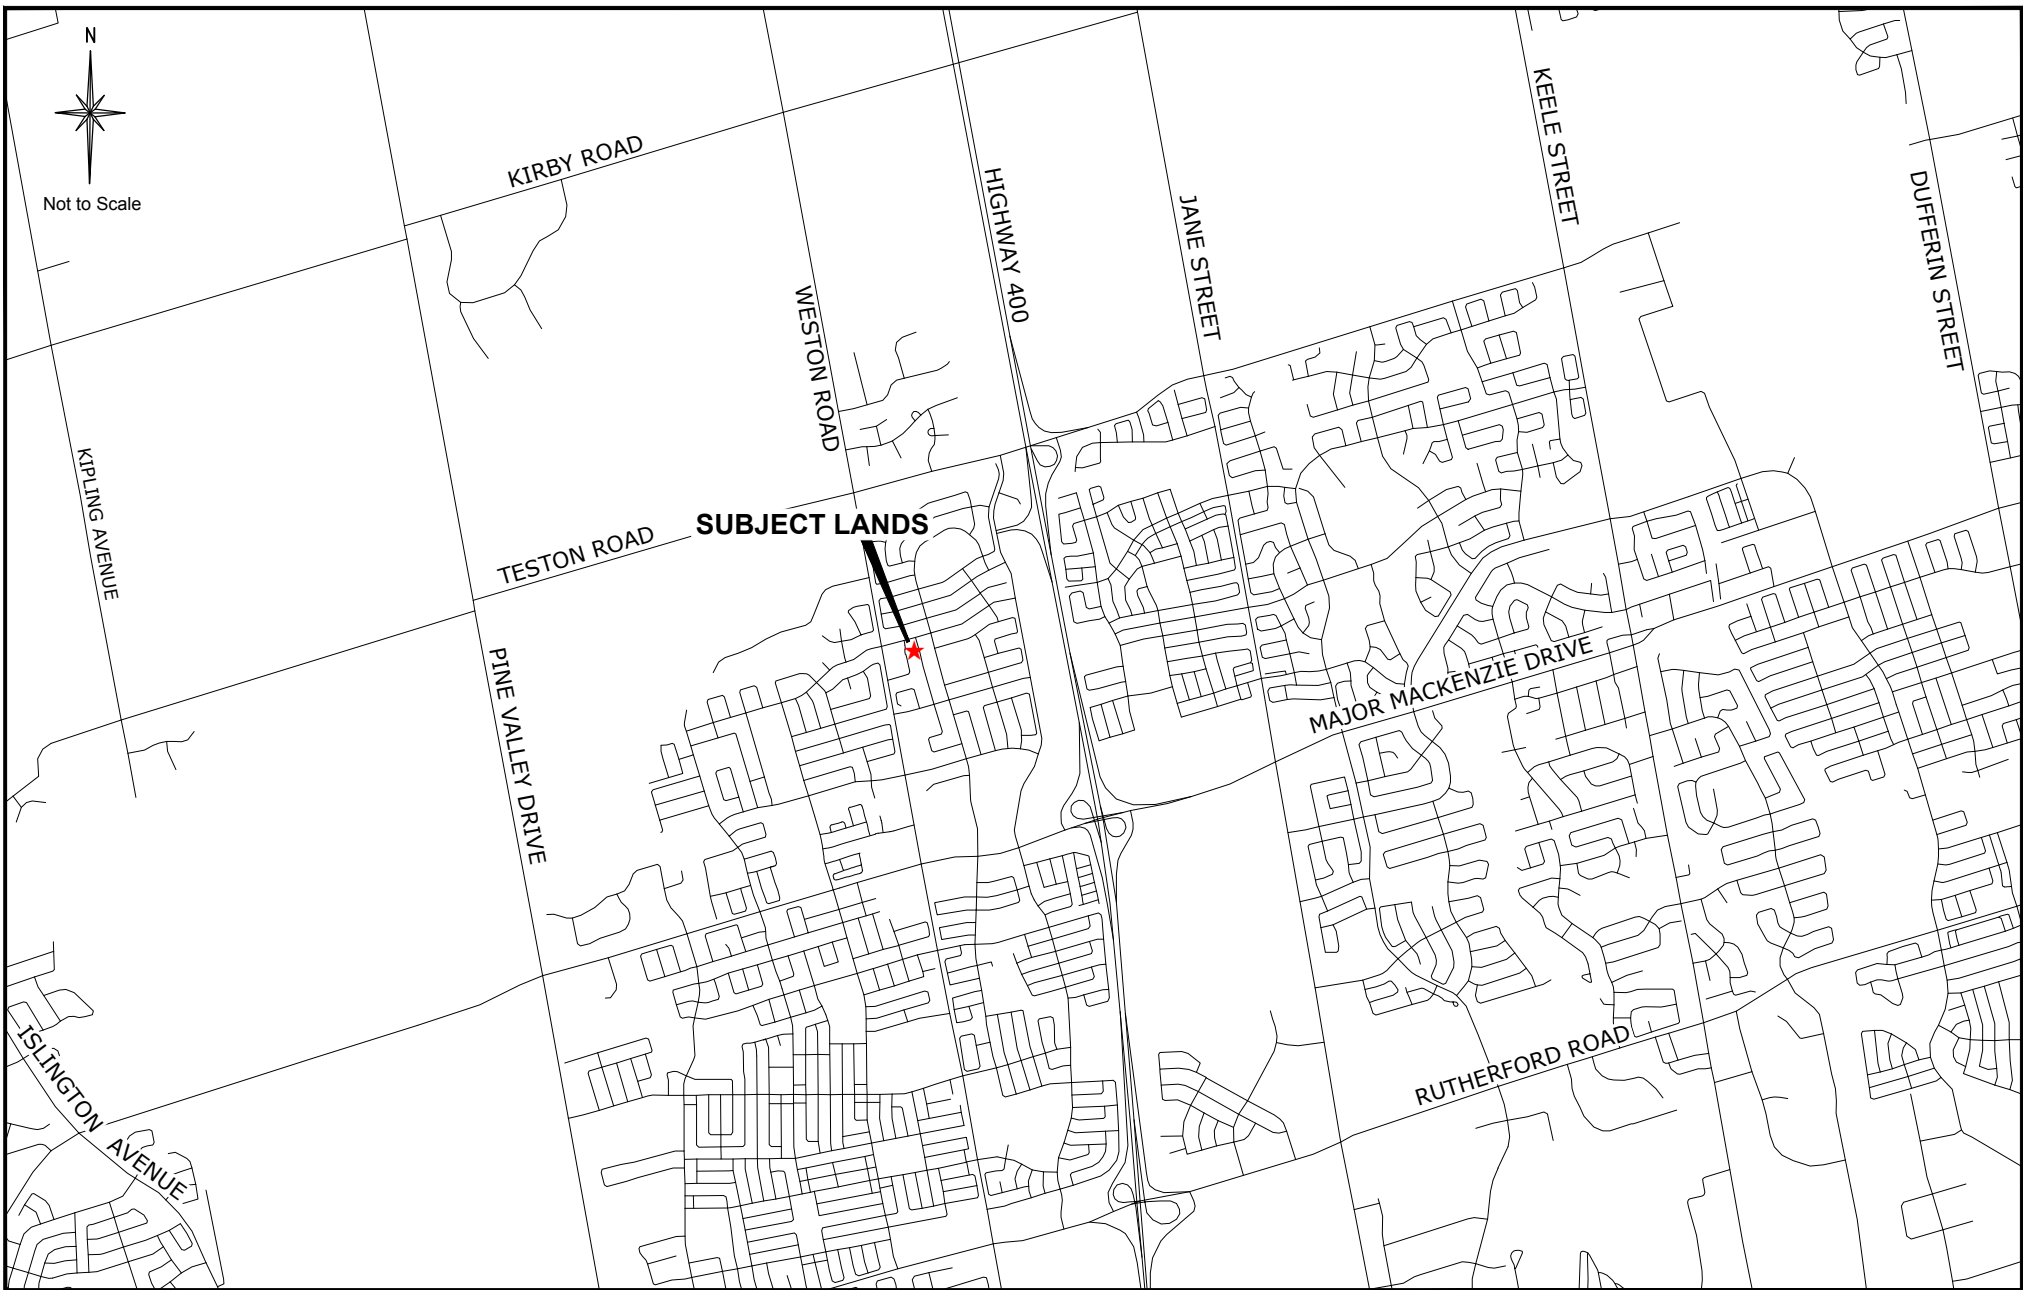 N
Not to Scale
KIRBY ROAD
HIGHWAY 400
JANE STREET
KEELE STREET
DUFFERIN STREET
WESTON ROAD
KIPLING AVENUE
TESTON ROAD
SUBJECT LANDS
PINE VALLEY DRIVE
MAJOR MACKENZIE DRIVE
RUTHERFORD ROAD
ISLINGTON AVENUE